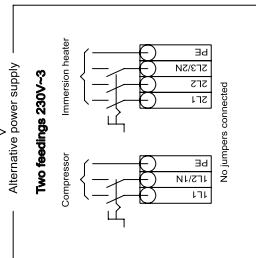 Alternative power supply
Two feedings 230V~3
Compressor
Immersion heater
1L1
1L2/1N
PE
2L1
2L2
2L3/2N
PE
No jumpers connected